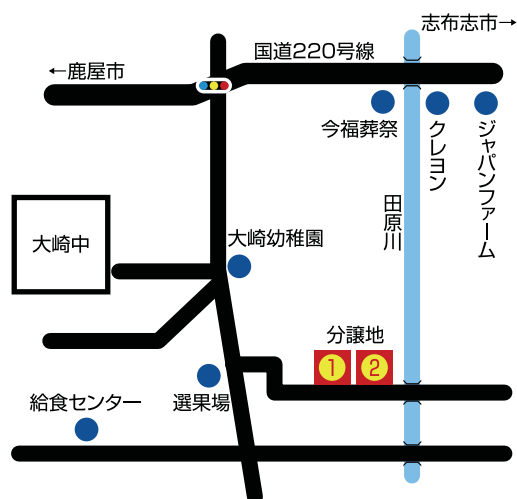 志布志市→
国道220号線
←鹿屋市
今福葬祭
クレヨン
ジャパンファーム
田原川
大崎中
大崎幼稚園
分譲地
1
2
選果場
給食センター